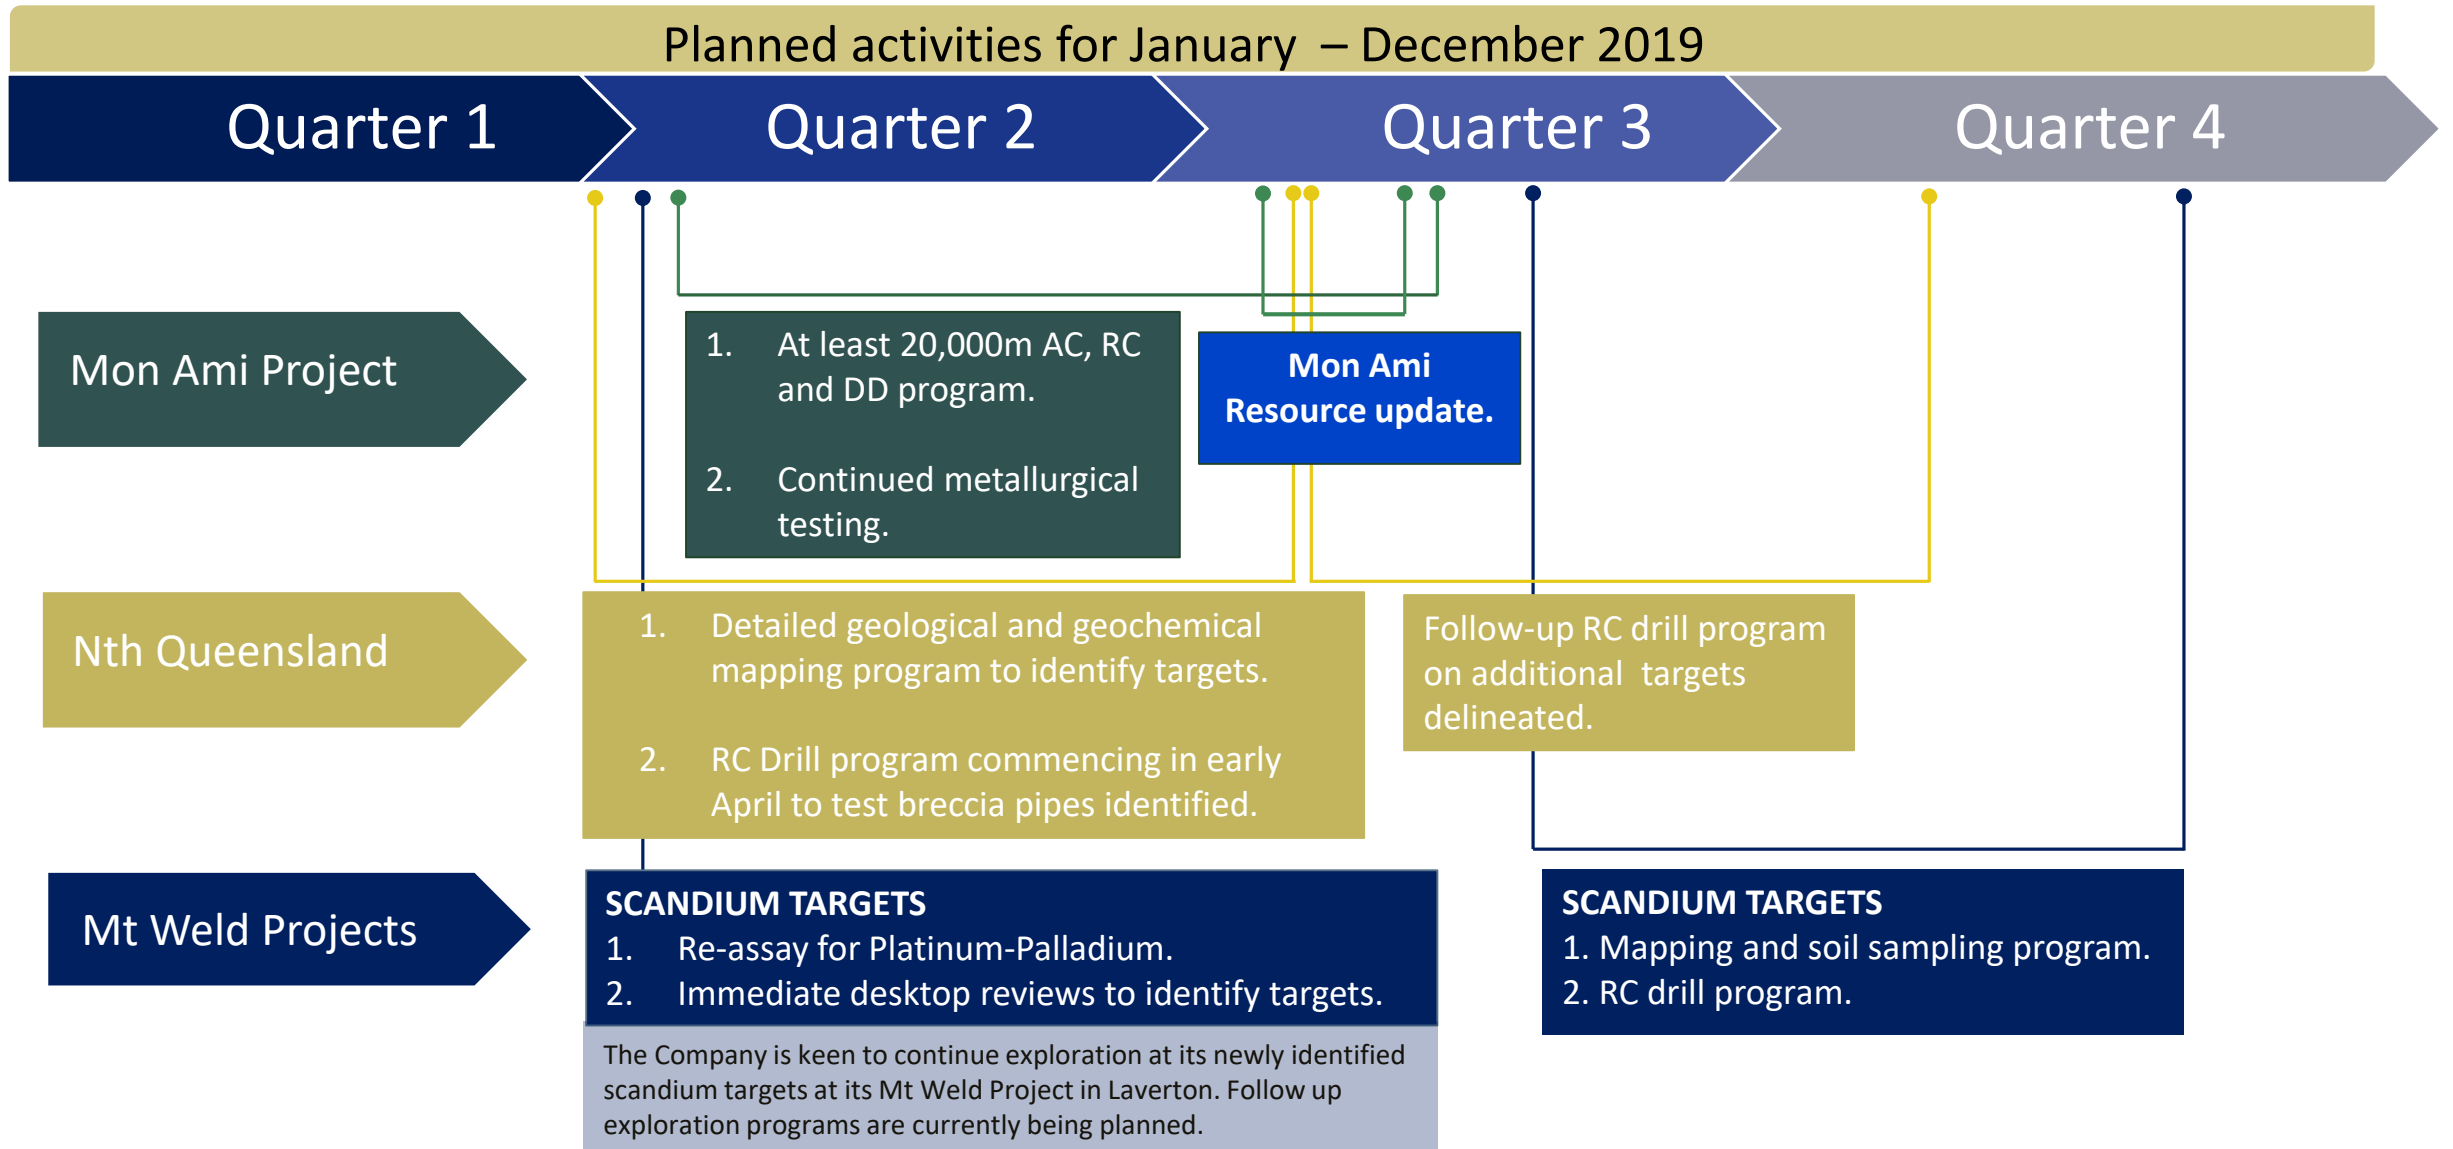 Planned activities for January – December 2019
Quarter 1
Quarter 2
Quarter 3
Quarter 4
Mon Ami Project
1. At least 20,000m AC, RC
and DD program.
2. Continued metallurgical
testing.
Mon Ami
Resource update.
Nth Queensland
1. Detailed geological and geochemical
mapping program to identify targets.
2. RC Drill program commencing in early
April to test breccia pipes identified.
Follow-up RC drill program
on additional targets
delineated.
Mt Weld Projects
SCANDIUM TARGETS
1. Re-assay for Platinum-Palladium.
2. Immediate desktop reviews to identify targets.
The Company is keen to continue exploration at its newly identified
scandium targets at its Mt Weld Project in Laverton. Follow up
exploration programs are currently being planned.
SCANDIUM TARGETS
1. Mapping and soil sampling program.
2. RC drill program.